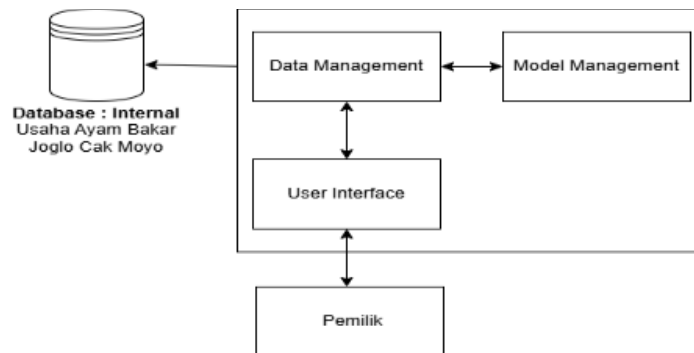 Data Management
Model Management
Database : Internal
Usaha Ayam Bakar
Joglo Cak Moyo
User Interface
Pemilik